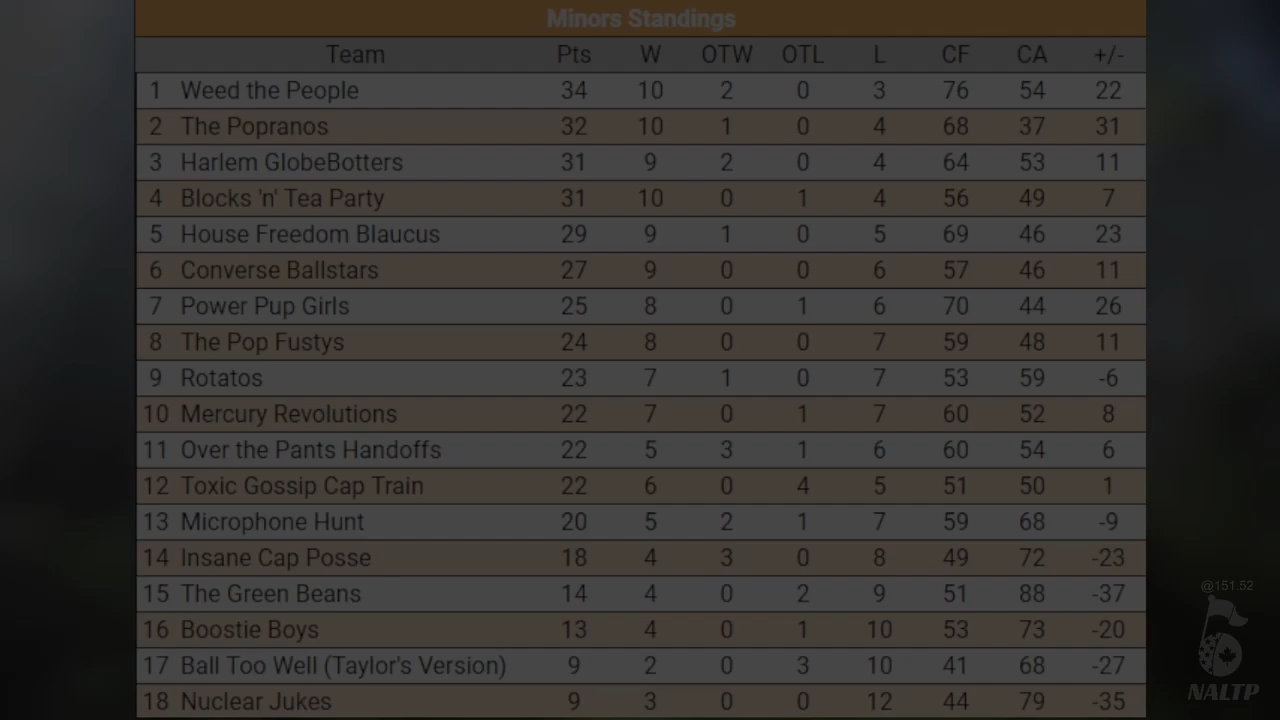 Minors Standings
Team Pts W OTW OTL L CF CA +/-
1 Weed the People 34 10 2 0 3 76 54 22
2 The Popranos 32 10 1 0 4 68 37 31
3 Harlem GlobeBotters 31 9 2 0 4 64 53 11
4 Blocks 'n' Tea Party 31 10 0 1 4 56 49 7
5 House Freedom Blaucus 29 9 1 0 5 69 46 23
6 Converse Ballstars 27 9 0 0 6 57 46 11
7 Power Pup Girls 25 8 0 1 6 70 44 26
8 The Pop Fustys 24 8 0 0 7 59 48 11
9 Rotatos 23 7 1 0 7 53 59 -6
10 Mercury Revolutions 22 7 0 1 7 60 52 8
11 Over the Pants Handoffs 22 5 3 1 6 60 54 6
12 Toxic Gossip Cap Train 22 6 0 4 5 51 50 1
13 Microphone Hunt 20 5 2 1 7 59 68 -9
14 Insane Cap Posse 18 4 3 0 8 49 72 -23
15 The Green Beans 14 4 0 2 9 51 88 -37
16 Boostie Boys 13 4 0 1 10 53 73 -20
17 Ball Too Well (Taylor's Version) 9 2 0 3 10 41 68 -27
18 Nuclear Jukes 9 3 0 0 12 44 79 -35
@151.52
NALTP